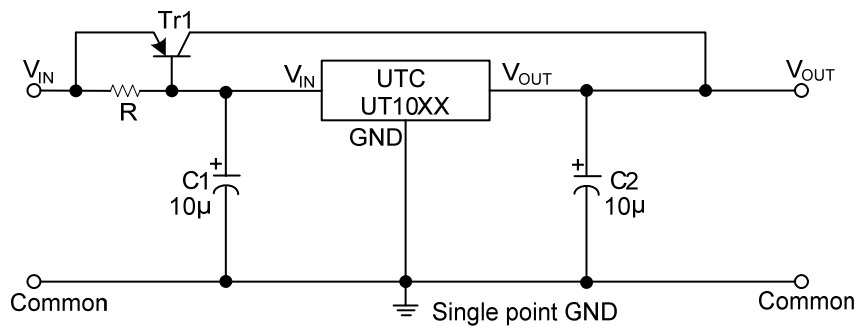 Tr1
VIN
R
VIN
UTC
UT10XX
GND
VOUT
VOUT
+
C1
10µ
+
C2
10µ
Common
Single point GND
Common